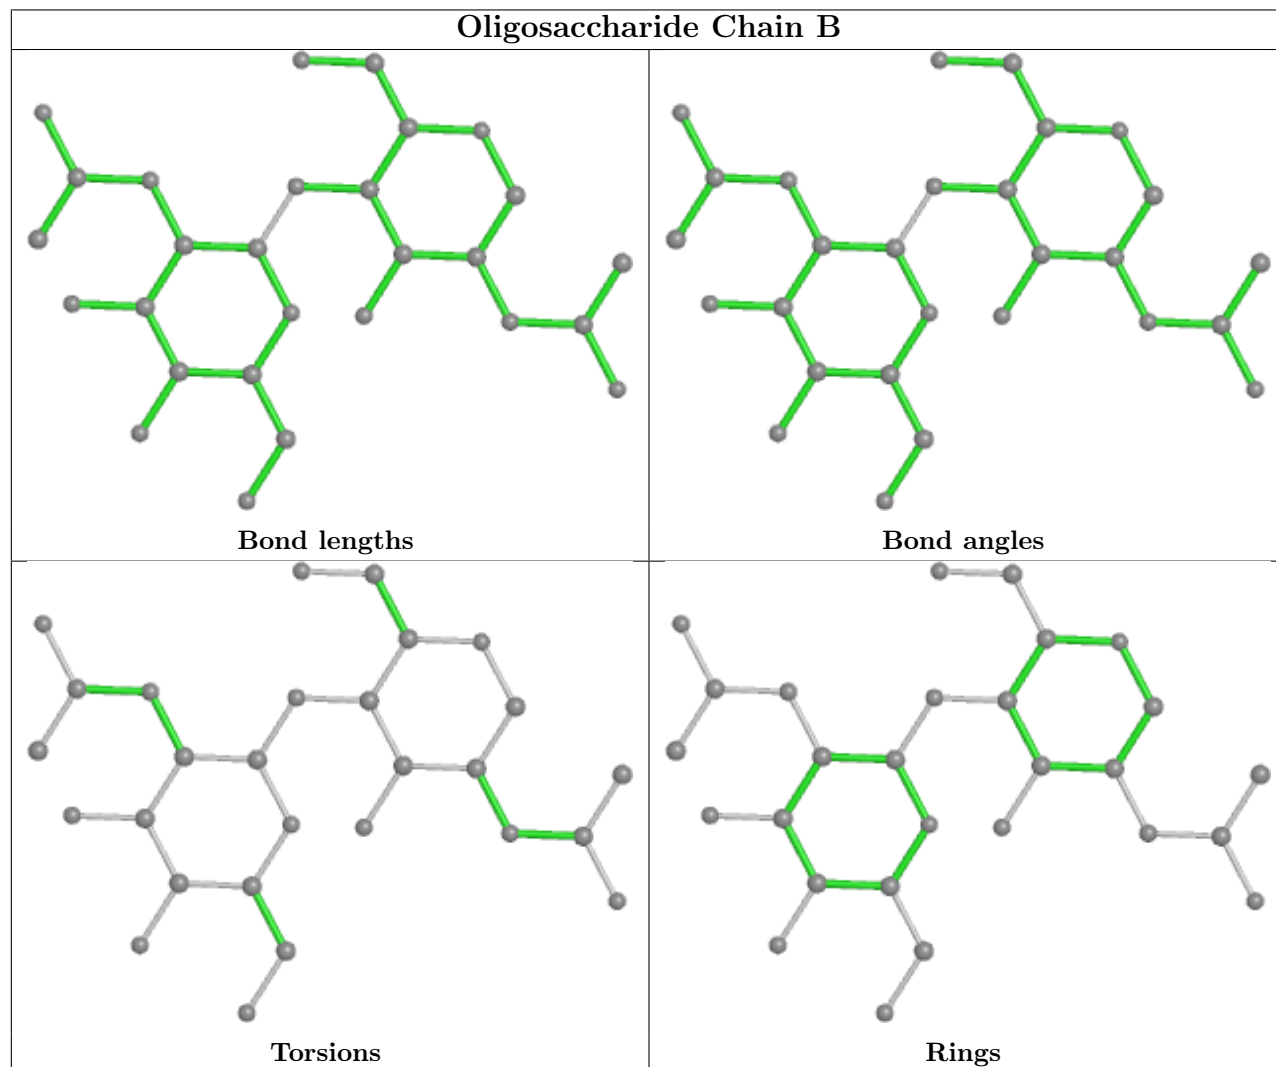 Oligosaccharide Chain B
Bond lengths
Bond angles
Torsions
Rings